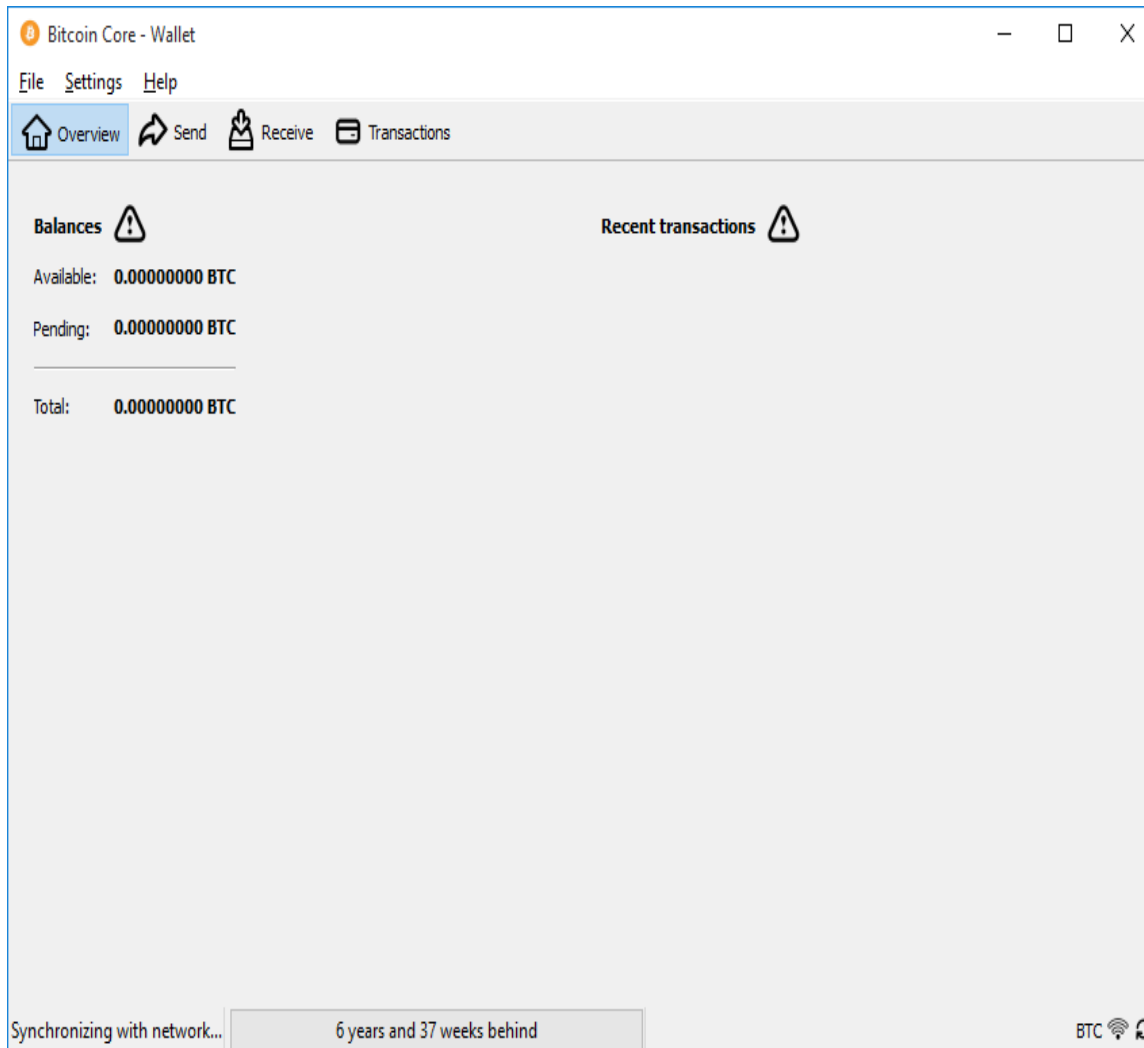 Bitcoin Core - Wallet
File Settings Help
Overview Send Receive Transactions
Balances Recent transactions
Available: 0.00000000 BTC
Pending: 0.00000000 BTC
Total: 0.00000000 BTC
Synchronizing with network... 6 years and 37 weeks behind BTC